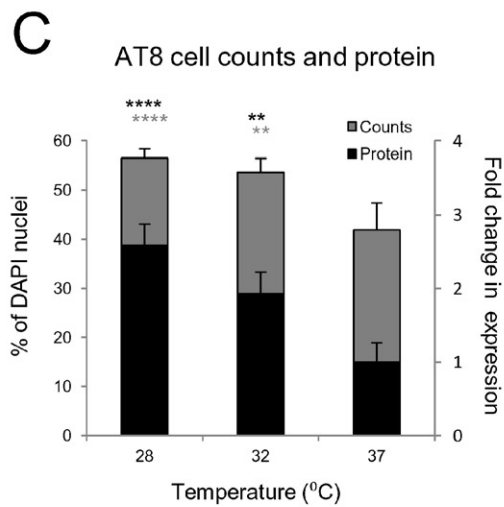 C
AT8 cell counts and protein
**** **
**** **
Counts
Protein
% of DAPI nuclei
60
50
40
30
20
10
0
4
3
2
1
0
Fold change in expression
28 32 37
Temperature (⁰C)